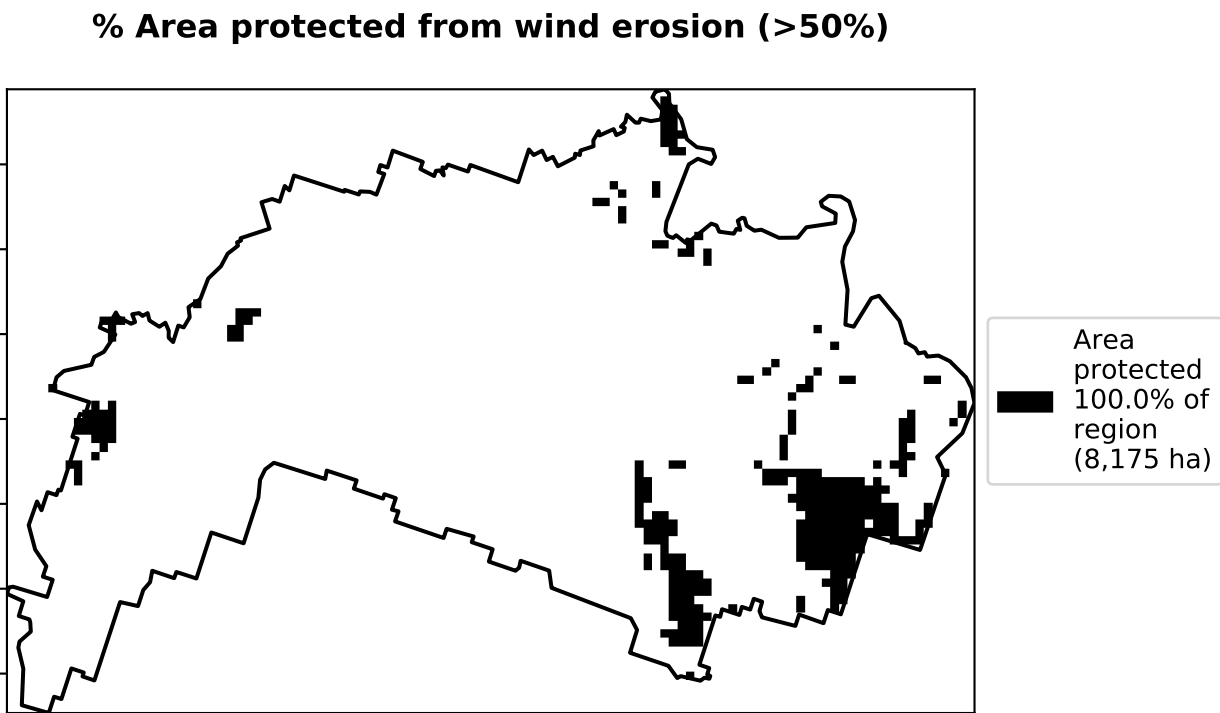 % Area protected from wind erosion (>50%)
Area
protected
100.0% of
region
(8,175 ha)